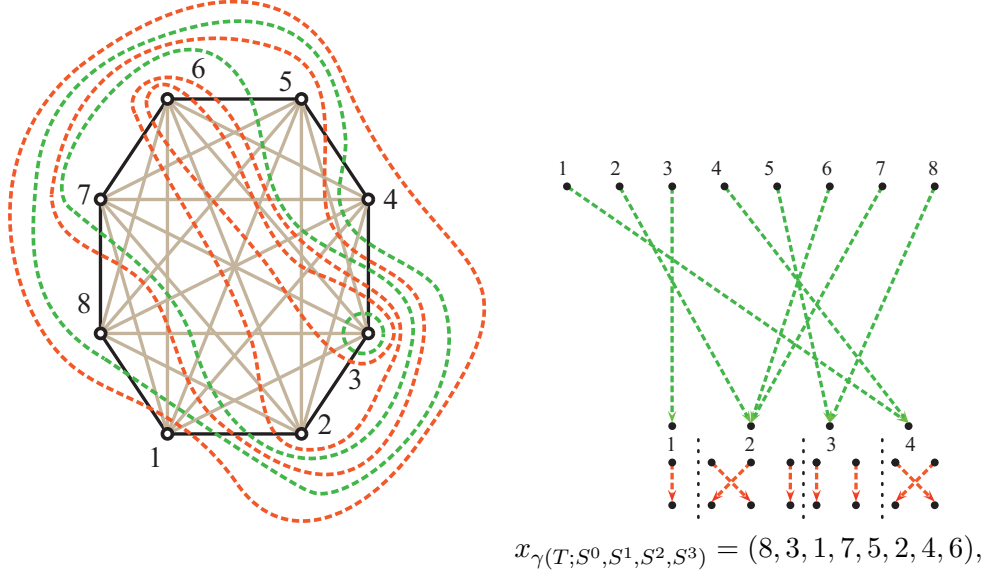 6 5
7 4
8
3
2
1
1 2 3 4 5 6 7 8
1 2 3 4
x_{γ(T;S^0,S^1,S^2,S^3)} = (8, 3, 1, 7, 5, 2, 4, 6),